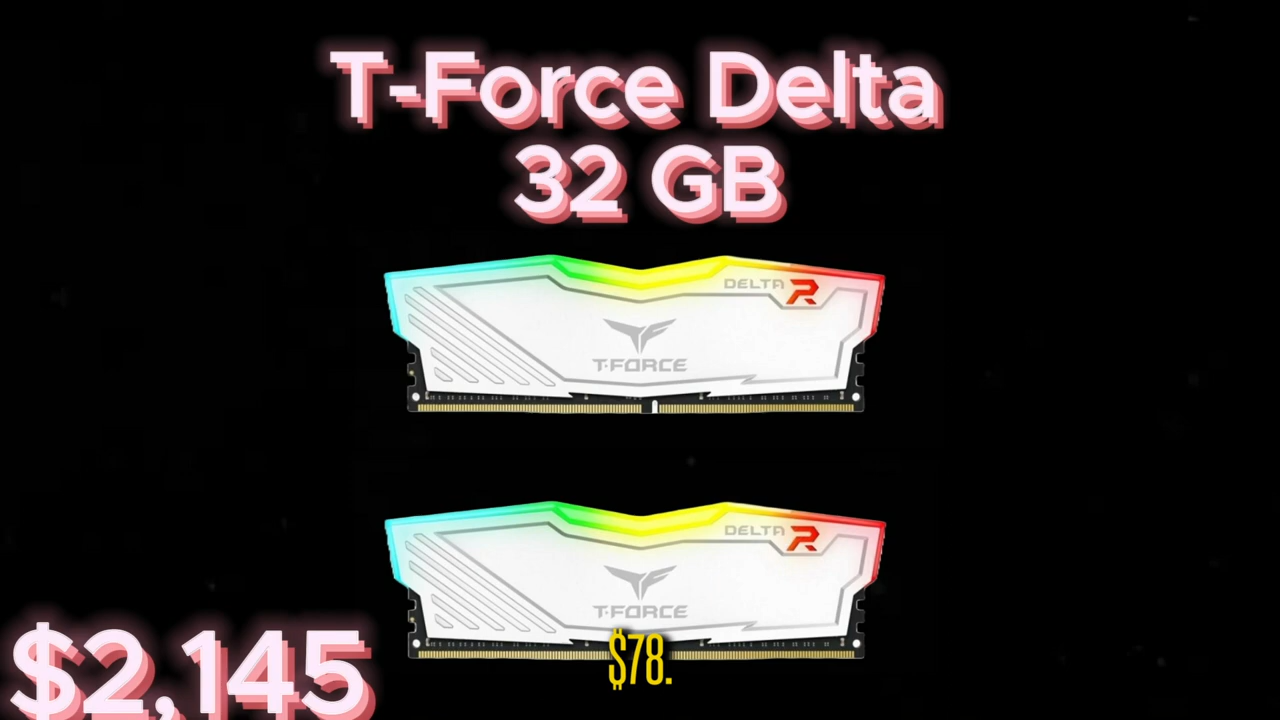 T-Force Delta
32 GB
DELTA R
T-FORCE
DELTA R
T-FORCE
$78.
$2,145